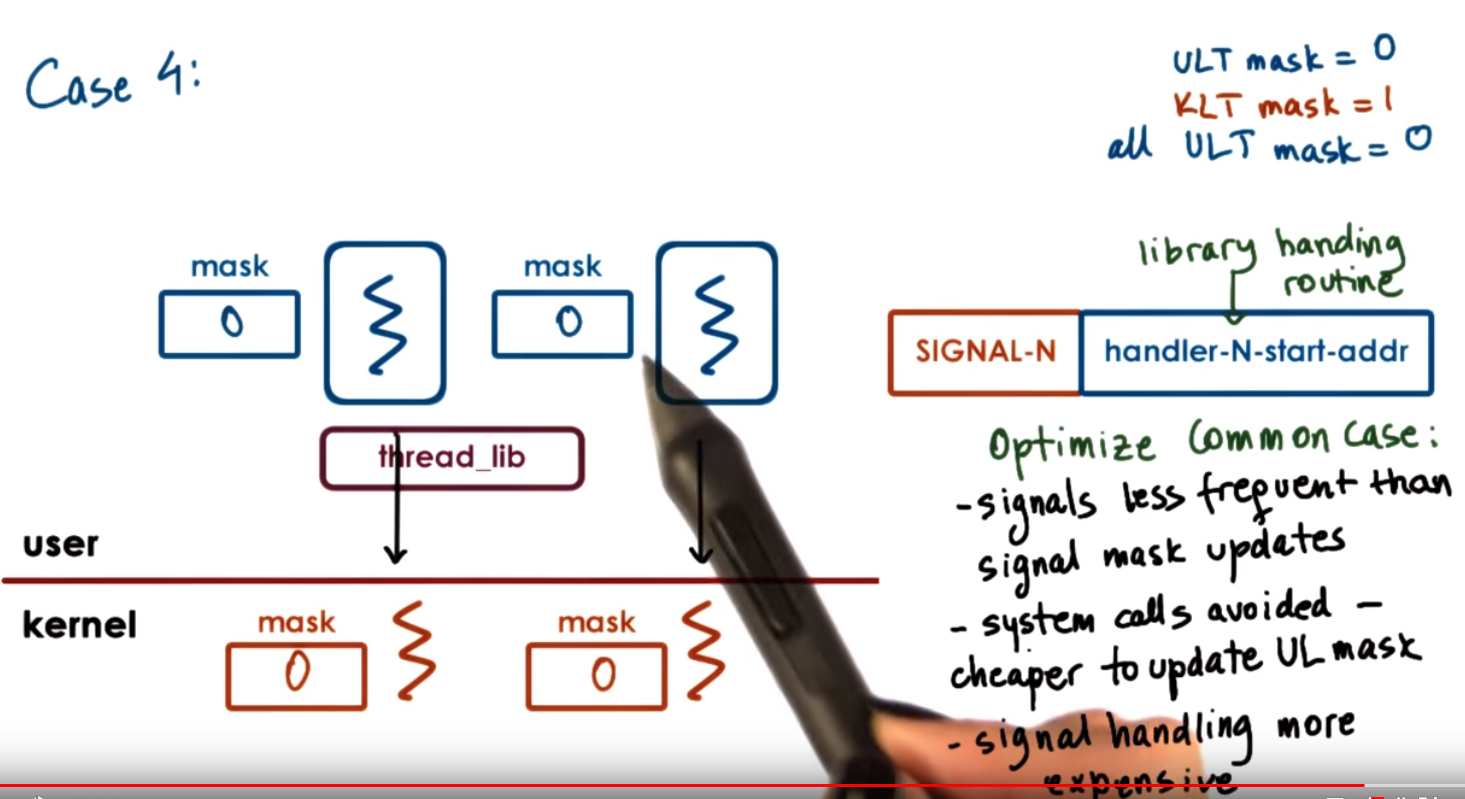 Case 4:
ULT mask = 0
KLT mask = 1
all ULT mask = 0
library handing
routine
mask
0
mask
0
SIGNAL-N
handler-N-start-addr
thread_lib
Optimize Common Case:
- signals less frequent than
signal mask updates
- system calls avoided -
cheaper to update UL mask
- signal handling more
expensive
user
kernel
mask
0
mask
0